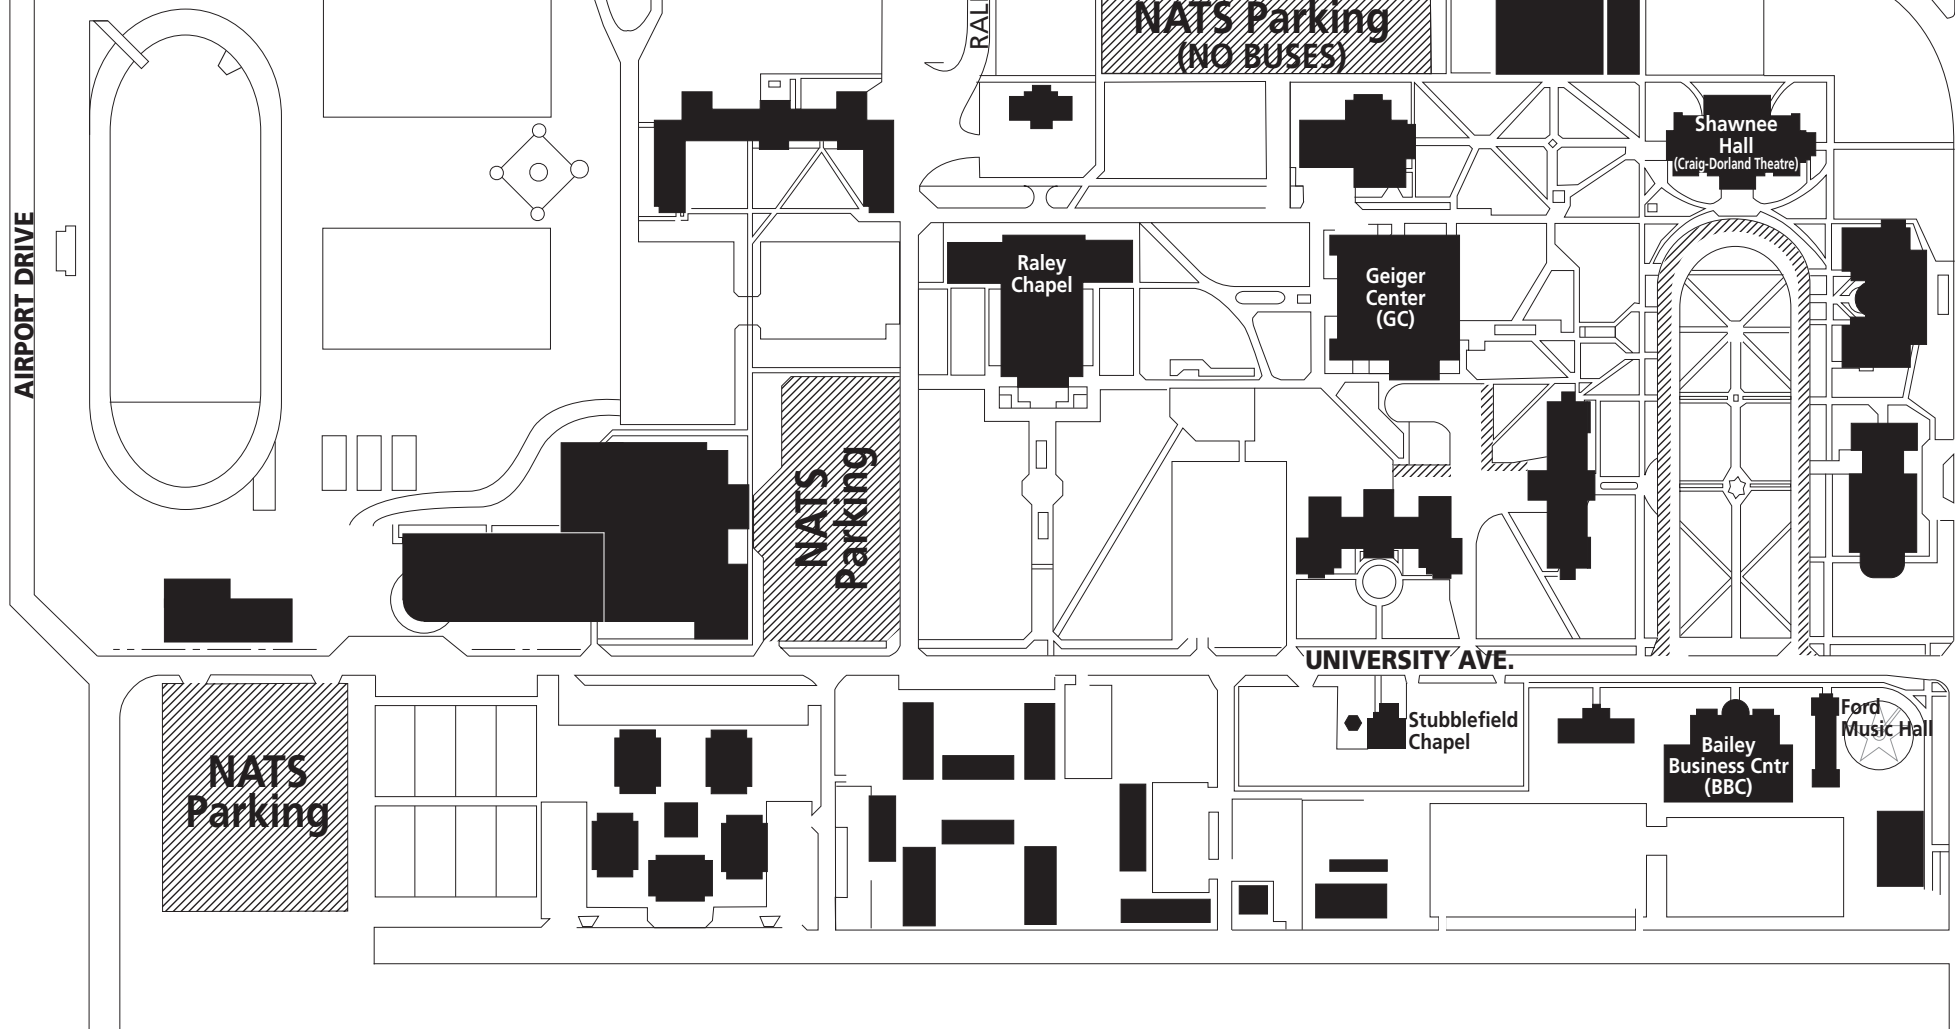 RAL
NATS Parking
(NO BUSES)
Shawnee
Hall
(Craig-Dorland Theatre)
AIRPORT DRIVE
Raley
Chapel
Geiger
Center
(GC)
NATS
Parking
UNIVERSITY AVE.
Stubblefield
Chapel
Ford
Music Hall
Bailey
Business Cntr
(BBC)
NATS
Parking